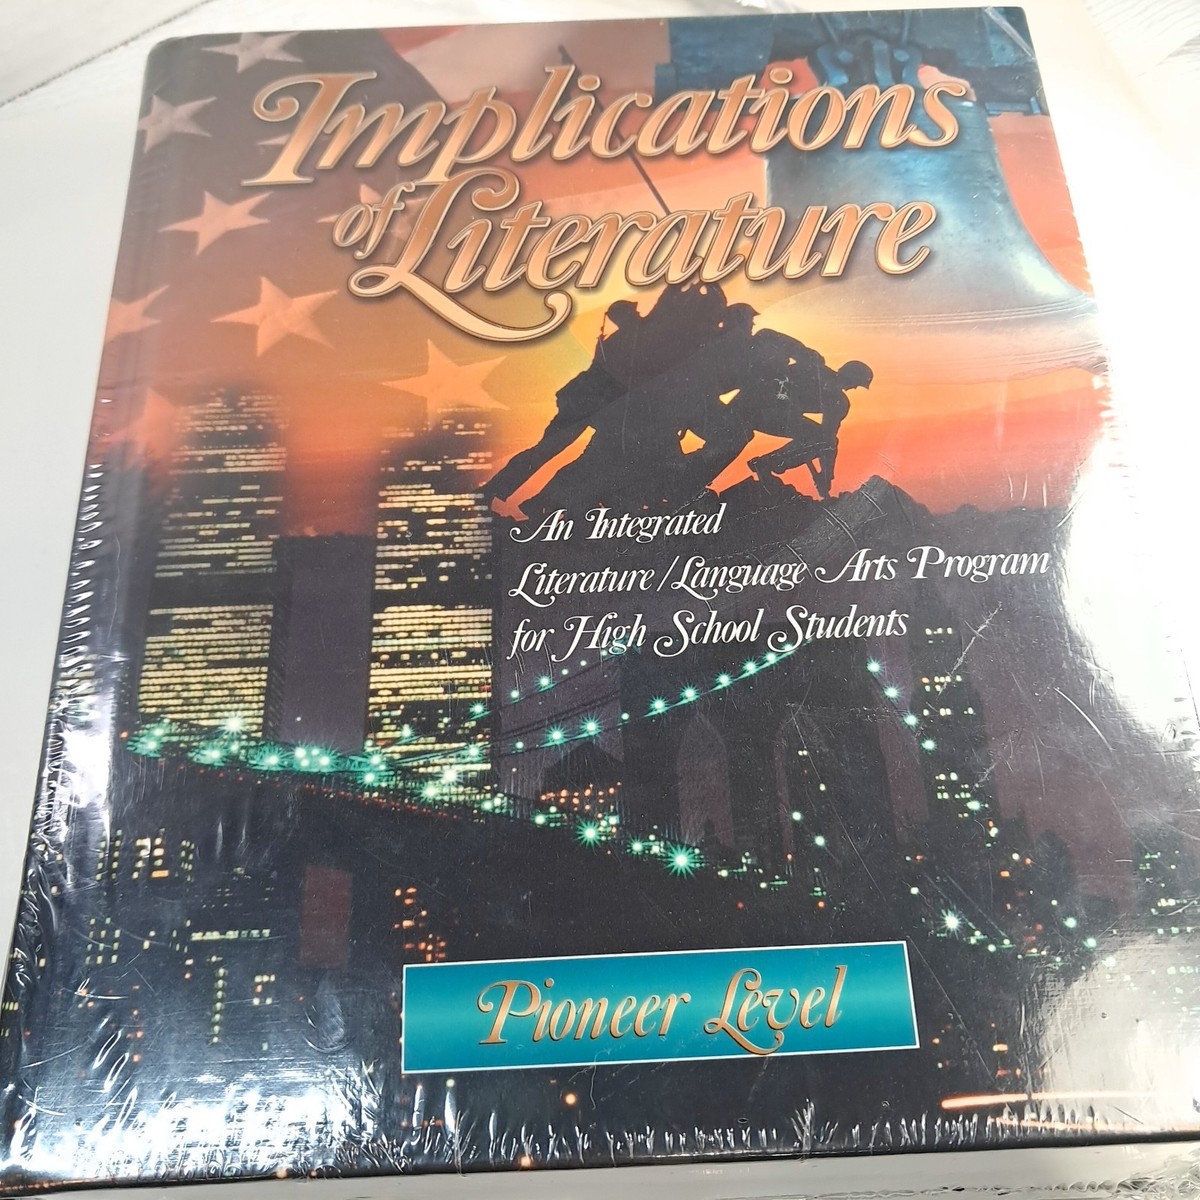 Implications
of Literature
An Integrated
Literature/Language Arts Program
for High School Students
Pioneer Level